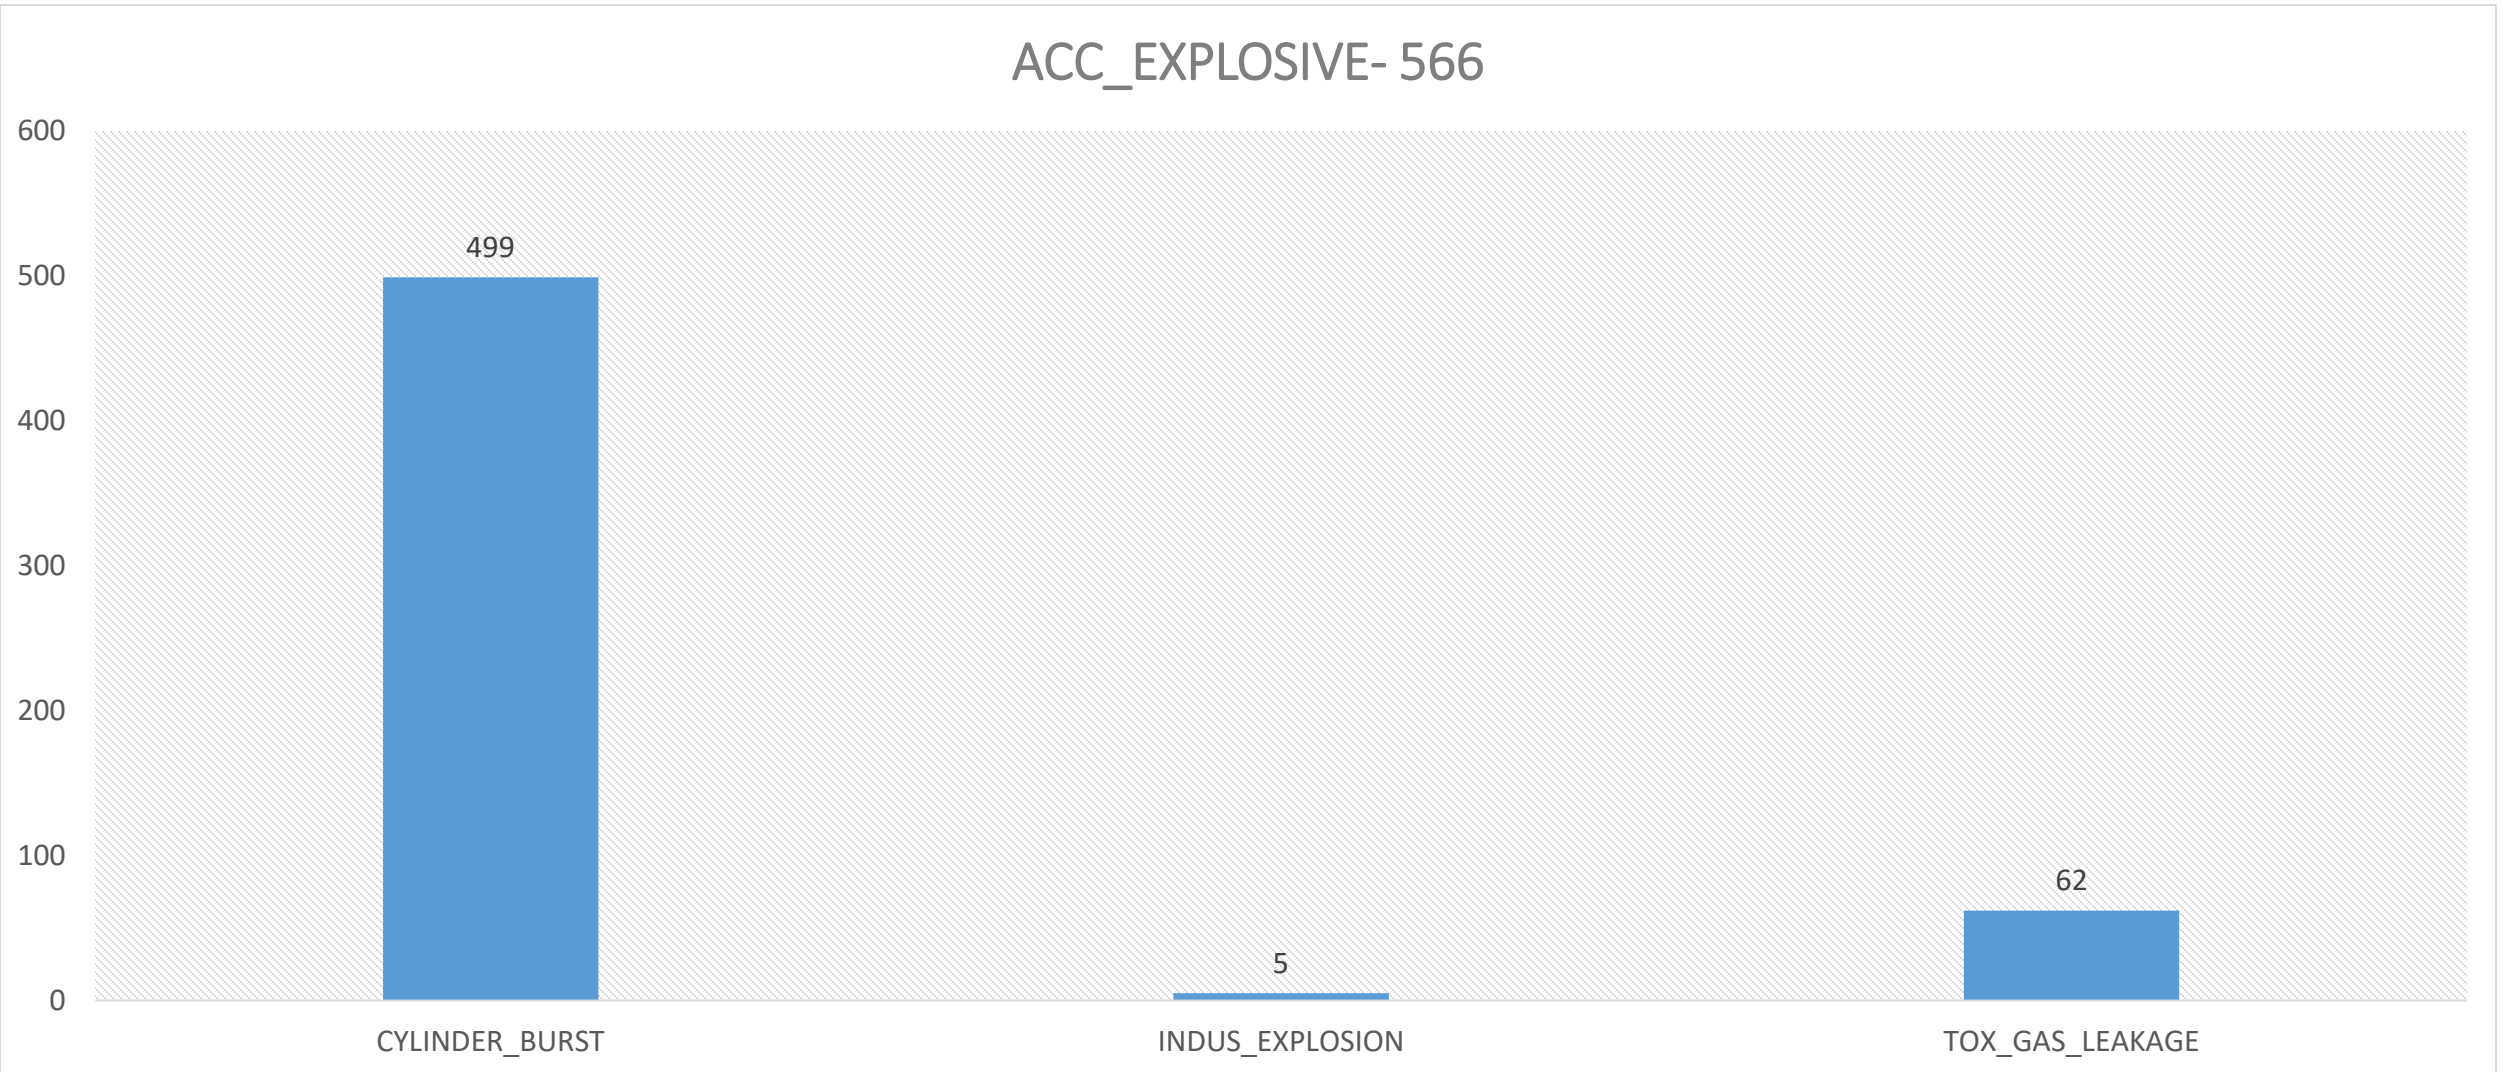 ACC_EXPLOSIVE- 566
600
500
400
300
200
100
0
499
5
62
CYLINDER_BURST
INDUS_EXPLOSION
TOX_GAS_LEAKAGE